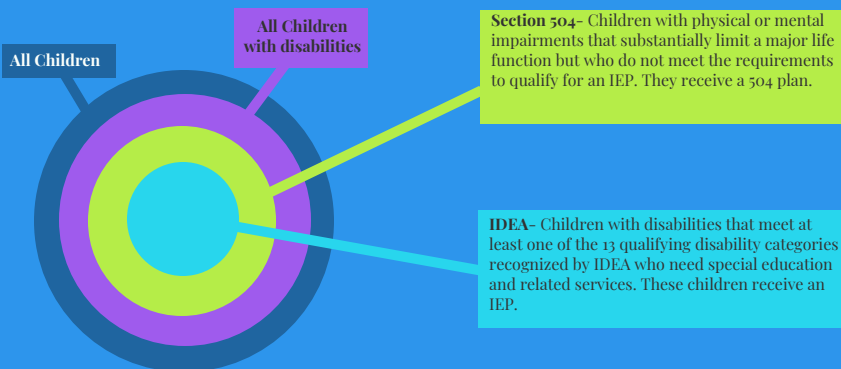 All Children
All Children
with disabilities
Section 504- Children with physical or mental
impairments that substantially limit a major life
function but who do not meet the requirements
to qualify for an IEP. They receive a 504 plan.
IDEA- Children with disabilities that meet at
least one of the 13 qualifying disability categories
recognized by IDEA who need special education
and related services. These children receive an
IEP.